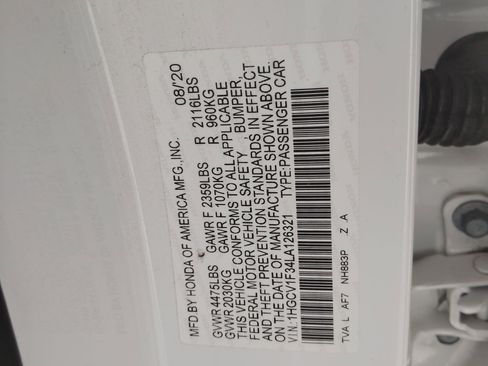 MFD BY HONDA OF AMERICA MFG., INC. 08/20
GVWR 4475LBS GAWR F 2359LBS R 2116LBS
GVWR 2030KG GAWR F 1070KG R 960KG
THIS VEHICLE CONFORMS TO ALL APPLICABLE
FEDERAL MOTOR VEHICLE SAFETY , BUMPER,
AND THEFT PREVENTION STANDARDS IN EFFECT
ON THE DATE OF MANUFACTURE SHOWN ABOVE.
V.I.N. 1HGCV1F34LA126321 TYPE:PASSENGER CAR
TVA L AF7 NH883P Z A